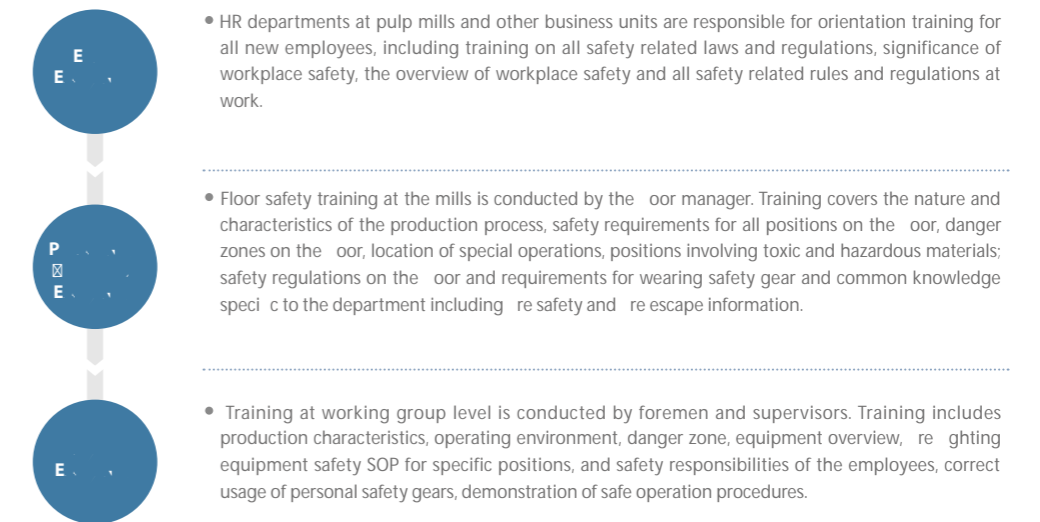 E
E
• HR departments at pulp mills and other business units are responsible for orientation training for
all new employees, including training on all safety related laws and regulations, significance of
workplace safety, the overview of workplace safety and all safety related rules and regulations at
work.
P
E
• Floor safety training at the mills is conducted by the oor manager. Training covers the nature and
characteristics of the production process, safety requirements for all positions on the oor, danger
zones on the oor, location of special operations, positions involving toxic and hazardous materials;
safety regulations on the oor and requirements for wearing safety gear and common knowledge
speci c to the department including re safety and re escape information.
E
• Training at working group level is conducted by foremen and supervisors. Training includes
production characteristics, operating environment, danger zone, equipment overview, re ghting
equipment safety SOP for specific positions, and safety responsibilities of the employees, correct
usage of personal safety gears, demonstration of safe operation procedures.